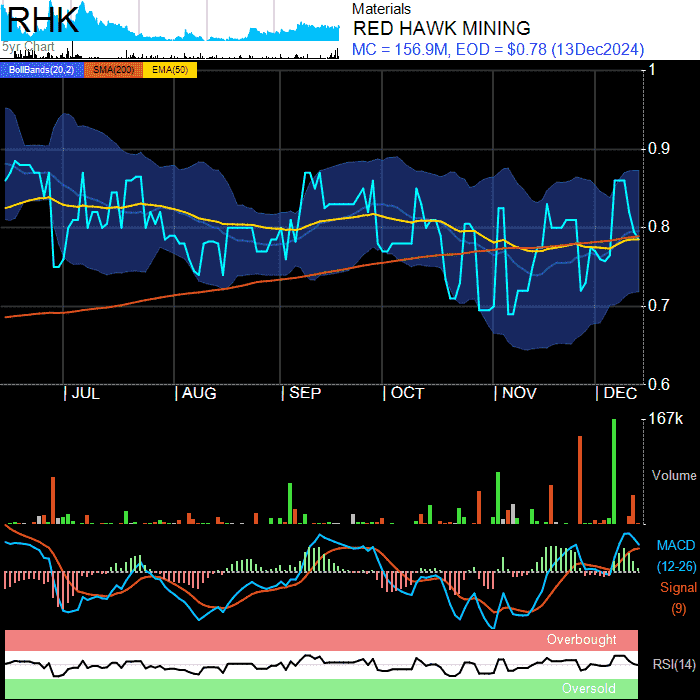 RHK
5yr Chart
Materials
RED HAWK MINING
MC = 156.9M, EOD = $0.78 (13Dec2024)
BollBands(20,2) SMA(200) EMA(50)
1
0.9
0.8
0.7
0.6
JUL AUG SEP OCT NOV DEC
167k
Volume
MACD
(12-26)
Signal
(9)
Overbought
RSI(14)
Oversold